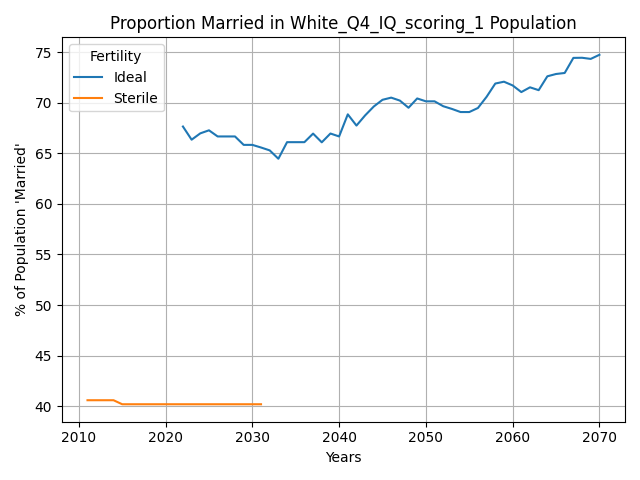 Proportion Married in White_Q4_IQ_scoring_1 Population
Fertility
Ideal
Sterile
% of Population 'Married'
75
70
65
60
55
50
45
40
2010 2020 2030 2040 2050 2060 2070
Years